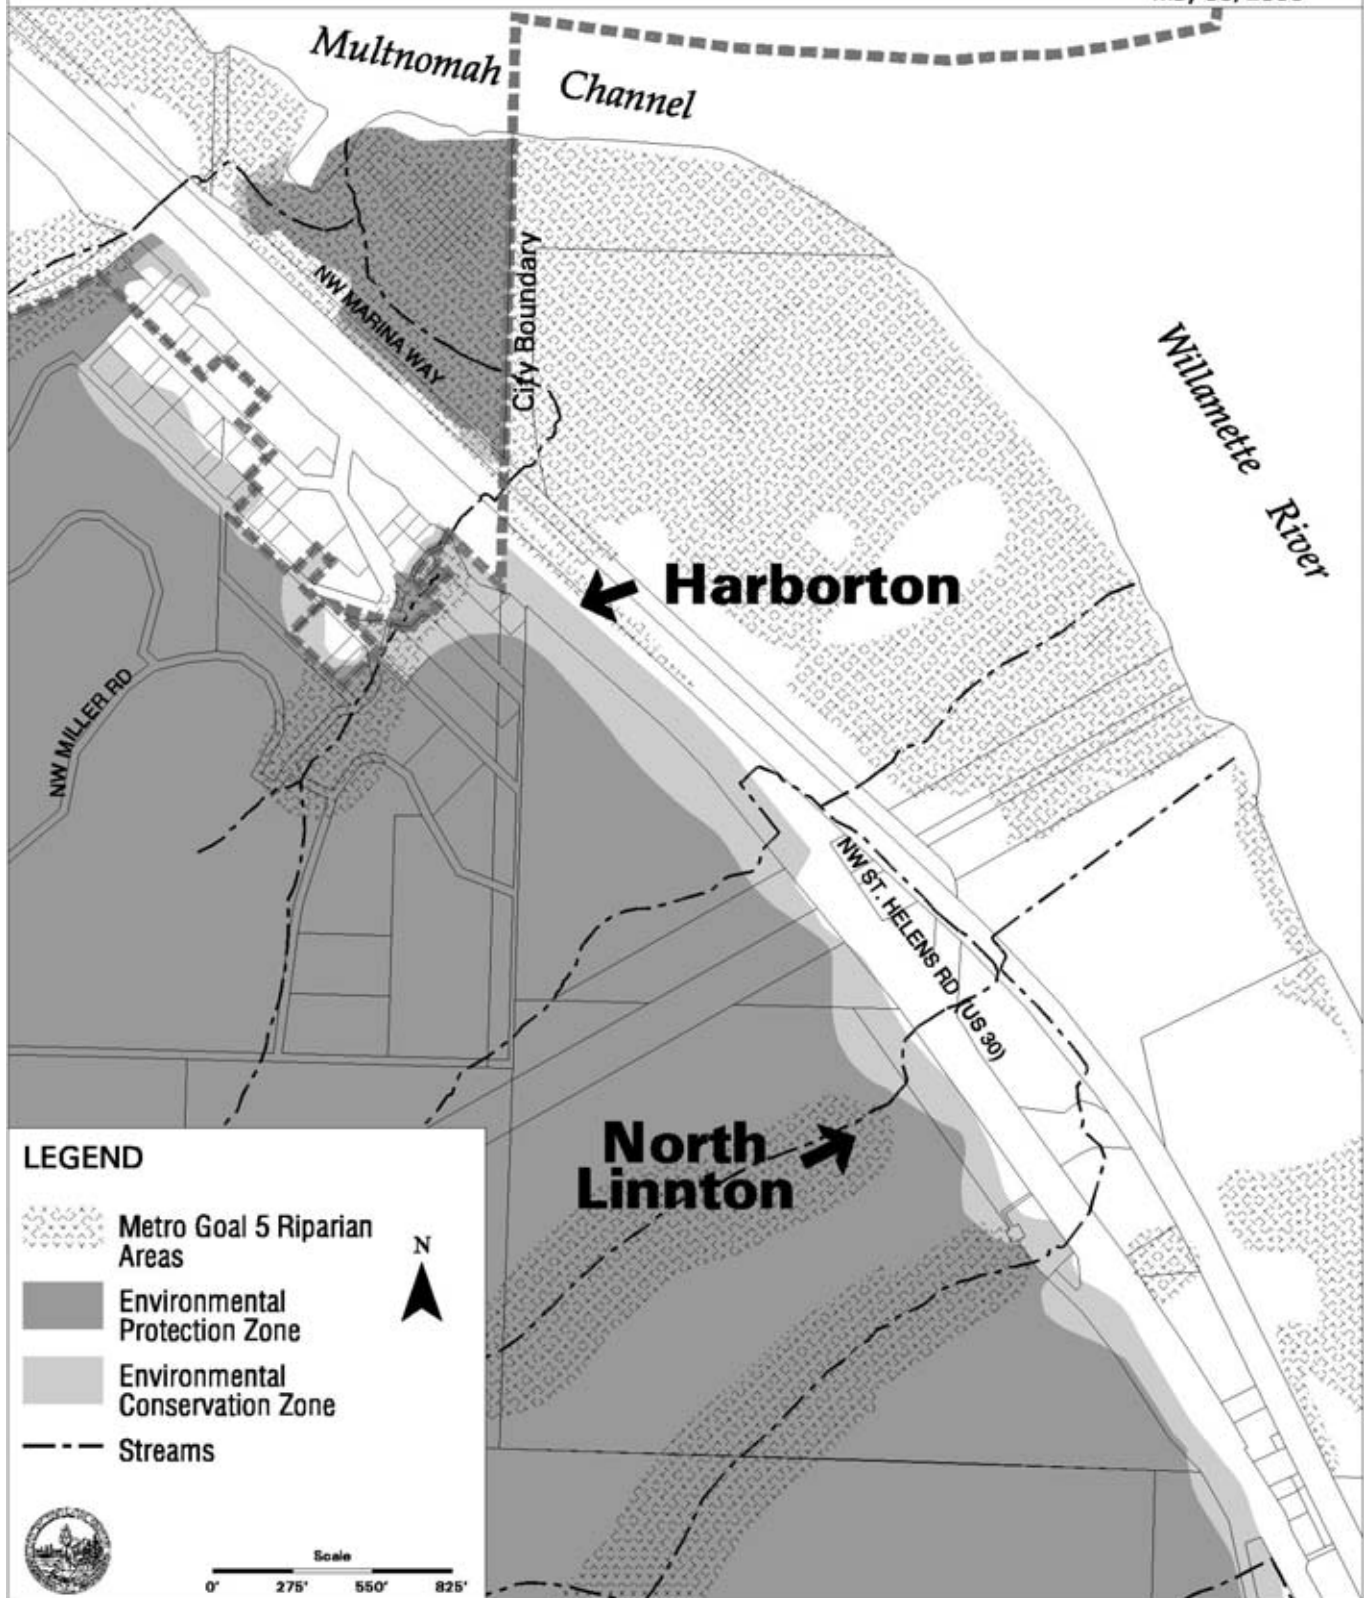 Multnomah
Channel
City Boundary
NW MARINA WAY
Willamette
River
Harborton
NW MILLER RD
NW ST. HELENS RD (US 30)
North
Linnton
LEGEND
Metro Goal 5 Riparian
Areas
Environmental
Protection Zone
Environmental
Conservation Zone
Streams
N
Scale
0' 275' 550' 825'